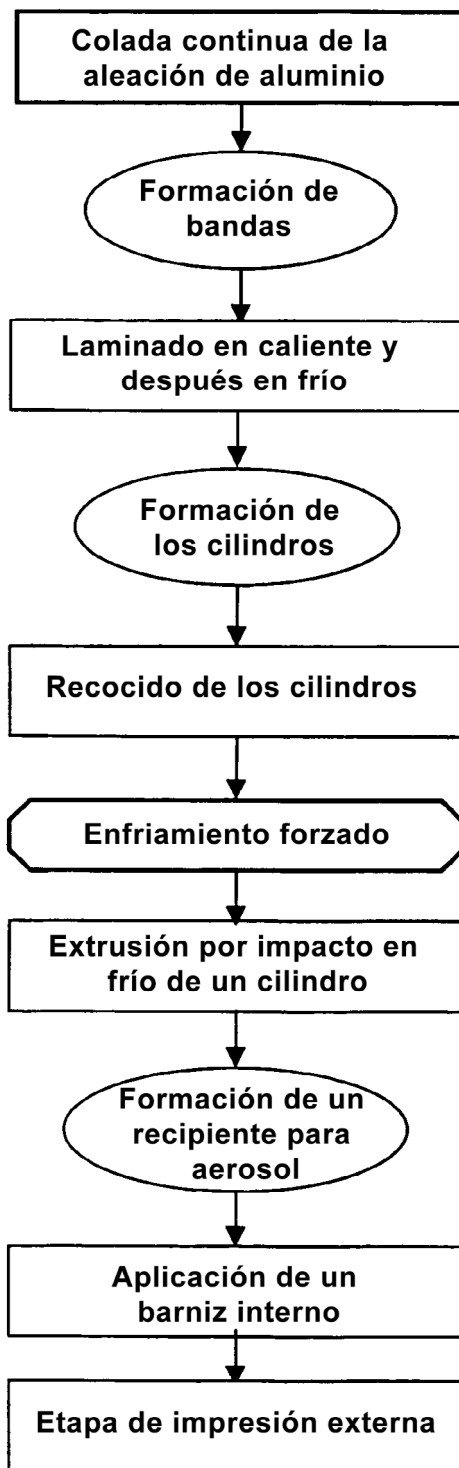 Colada continua de la
aleación de aluminio
Formación de
bandas
Laminado en caliente y
después en frío
Formación de
los cilindros
Recocido de los cilindros
Enfriamiento forzado
Extrusión por impacto en
frío de un cilindro
Formación de un
recipiente para
aerosol
Aplicación de un
barniz interno
Etapa de impresión externa